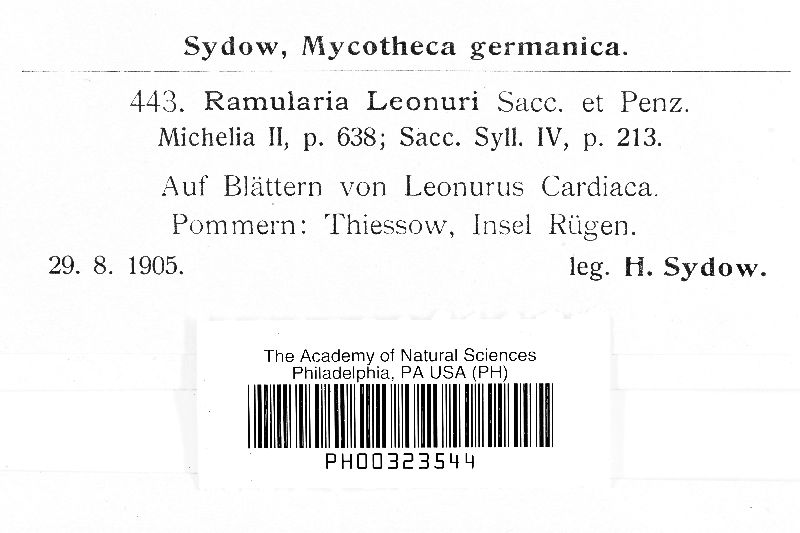 Sydow, Mycotheca germanica.
443. Ramularia Leonuri Sacc. et Penz.
Michelia II, p. 638; Sacc. Syll. IV, p. 213.
Auf Blättern von Leonurus Cardiaca.
Pommern: Thiessow, Insel Rügen.
29. 8. 1905. leg. H. Sydow.
The Academy of Natural Sciences
Philadelphia, PA USA (PH)
PH00323544